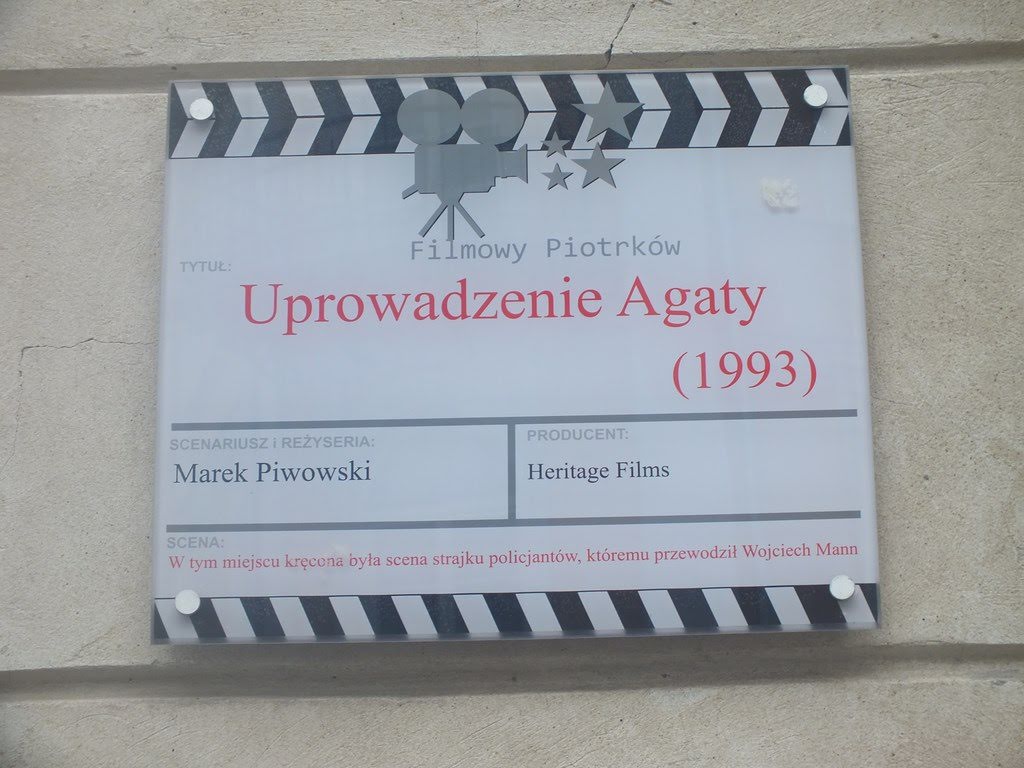 Filmowy Piotrków
TYTUŁ:
Uprowadzenie Agaty
(1993)
SCENARIUSZ i REŻYSERIA:
Marek Piwowski
PRODUCENT:
Heritage Films
SCENA:
W tym miejscu kręcona była scena strajku policjantów, któremu przewodził Wojciech Mann